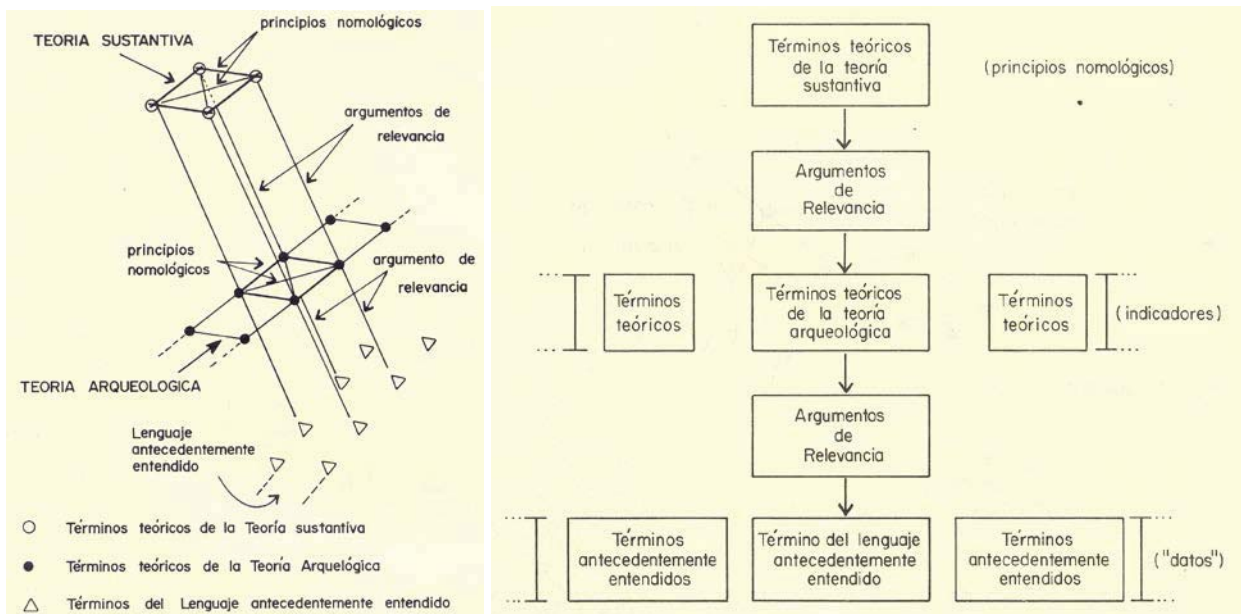 principios nomológicos
TEORIA SUSTANTIVA
argumentos de
relevancia
principios
nomológicos
argumento de
relevancia
TEORIA ARQUEOLOGICA
Lenguaje
antecedentemente
entendido
Términos teóricos de la Teoría sustantiva
Términos teóricos de la Teoría Arquelógica
Términos del Lenguaje antecedentemente entendido
Términos teóricos
de la teoría
sustantiva
(principios nomológicos)
Argumentos
de
Relevancia
Términos
teóricos
Términos teóricos
de la teoría
arqueológica
Términos
teóricos
(indicadores)
Argumentos
de
Relevancia
Términos
antecedentemente
entendidos
Término del lenguaje
antecedentemente
entendido
Términos
antecedentemente
entendidos
("datos")